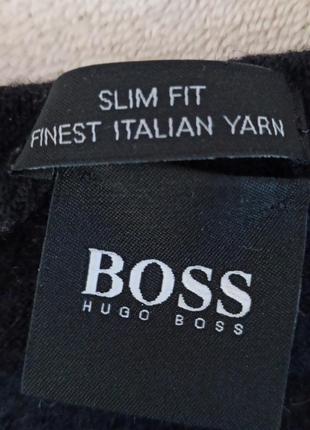 SLIM FIT
FINEST ITALIAN YARN
BOSS
HUGO BOSS